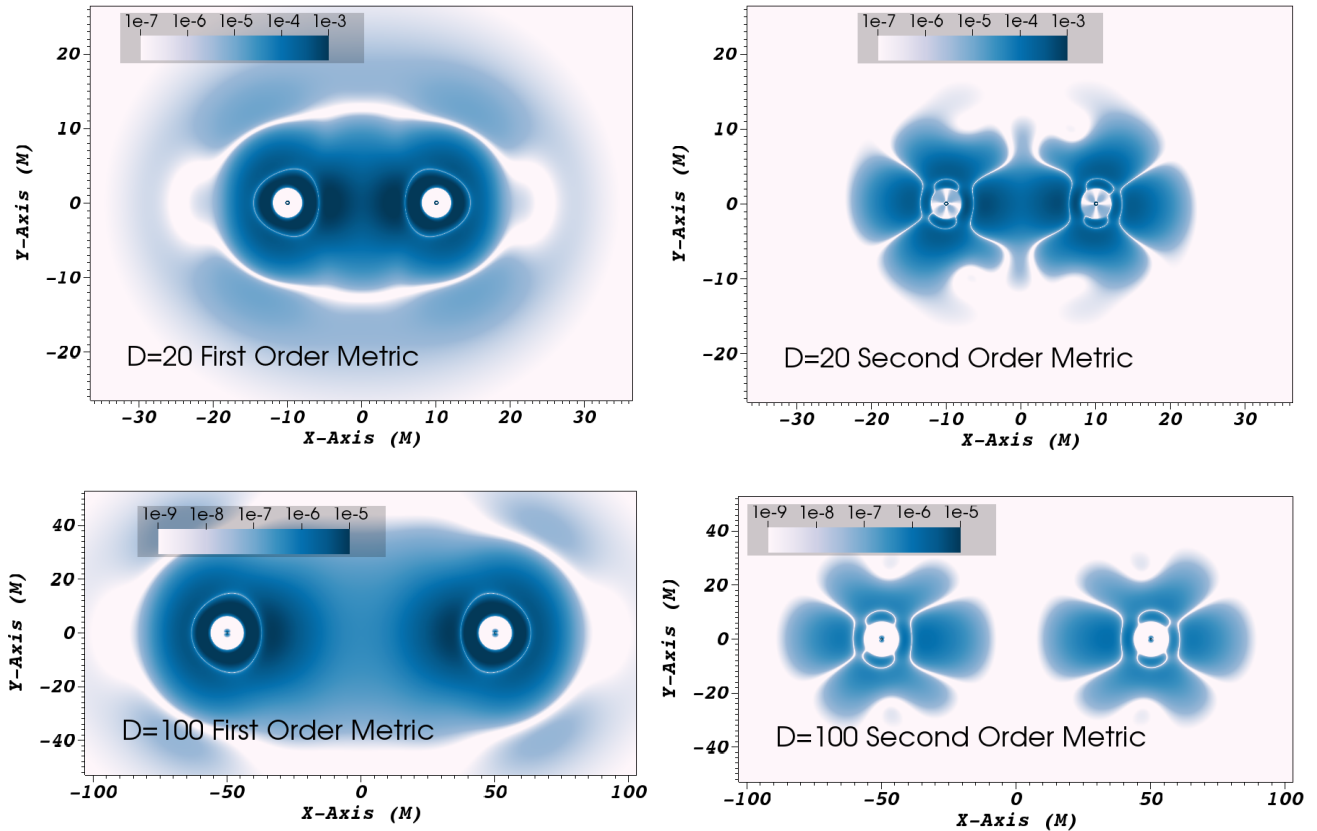 1e-7 1e-6 1e-5 1e-4 1e-3
20
10
0
−10
−20
Y-Axis (M)
D=20 First Order Metric
−30 −20 −10 0 10 20 30
X-Axis (M)
1e-7 1e-6 1e-5 1e-4 1e-3
20
10
0
−10
−20
Y-Axis (M)
D=20 Second Order Metric
−30 −20 −10 0 10 20 30
X-Axis (M)
1e-9 1e-8 1e-7 1e-6 1e-5
40
20
0
−20
−40
Y-Axis (M)
D=100 First Order Metric
−100 −50 0 50 100
X-Axis (M)
1e-9 1e-8 1e-7 1e-6 1e-5
40
20
0
−20
−40
Y-Axis (M)
D=100 Second Order Metric
−100 −50 0 50 100
X-Axis (M)